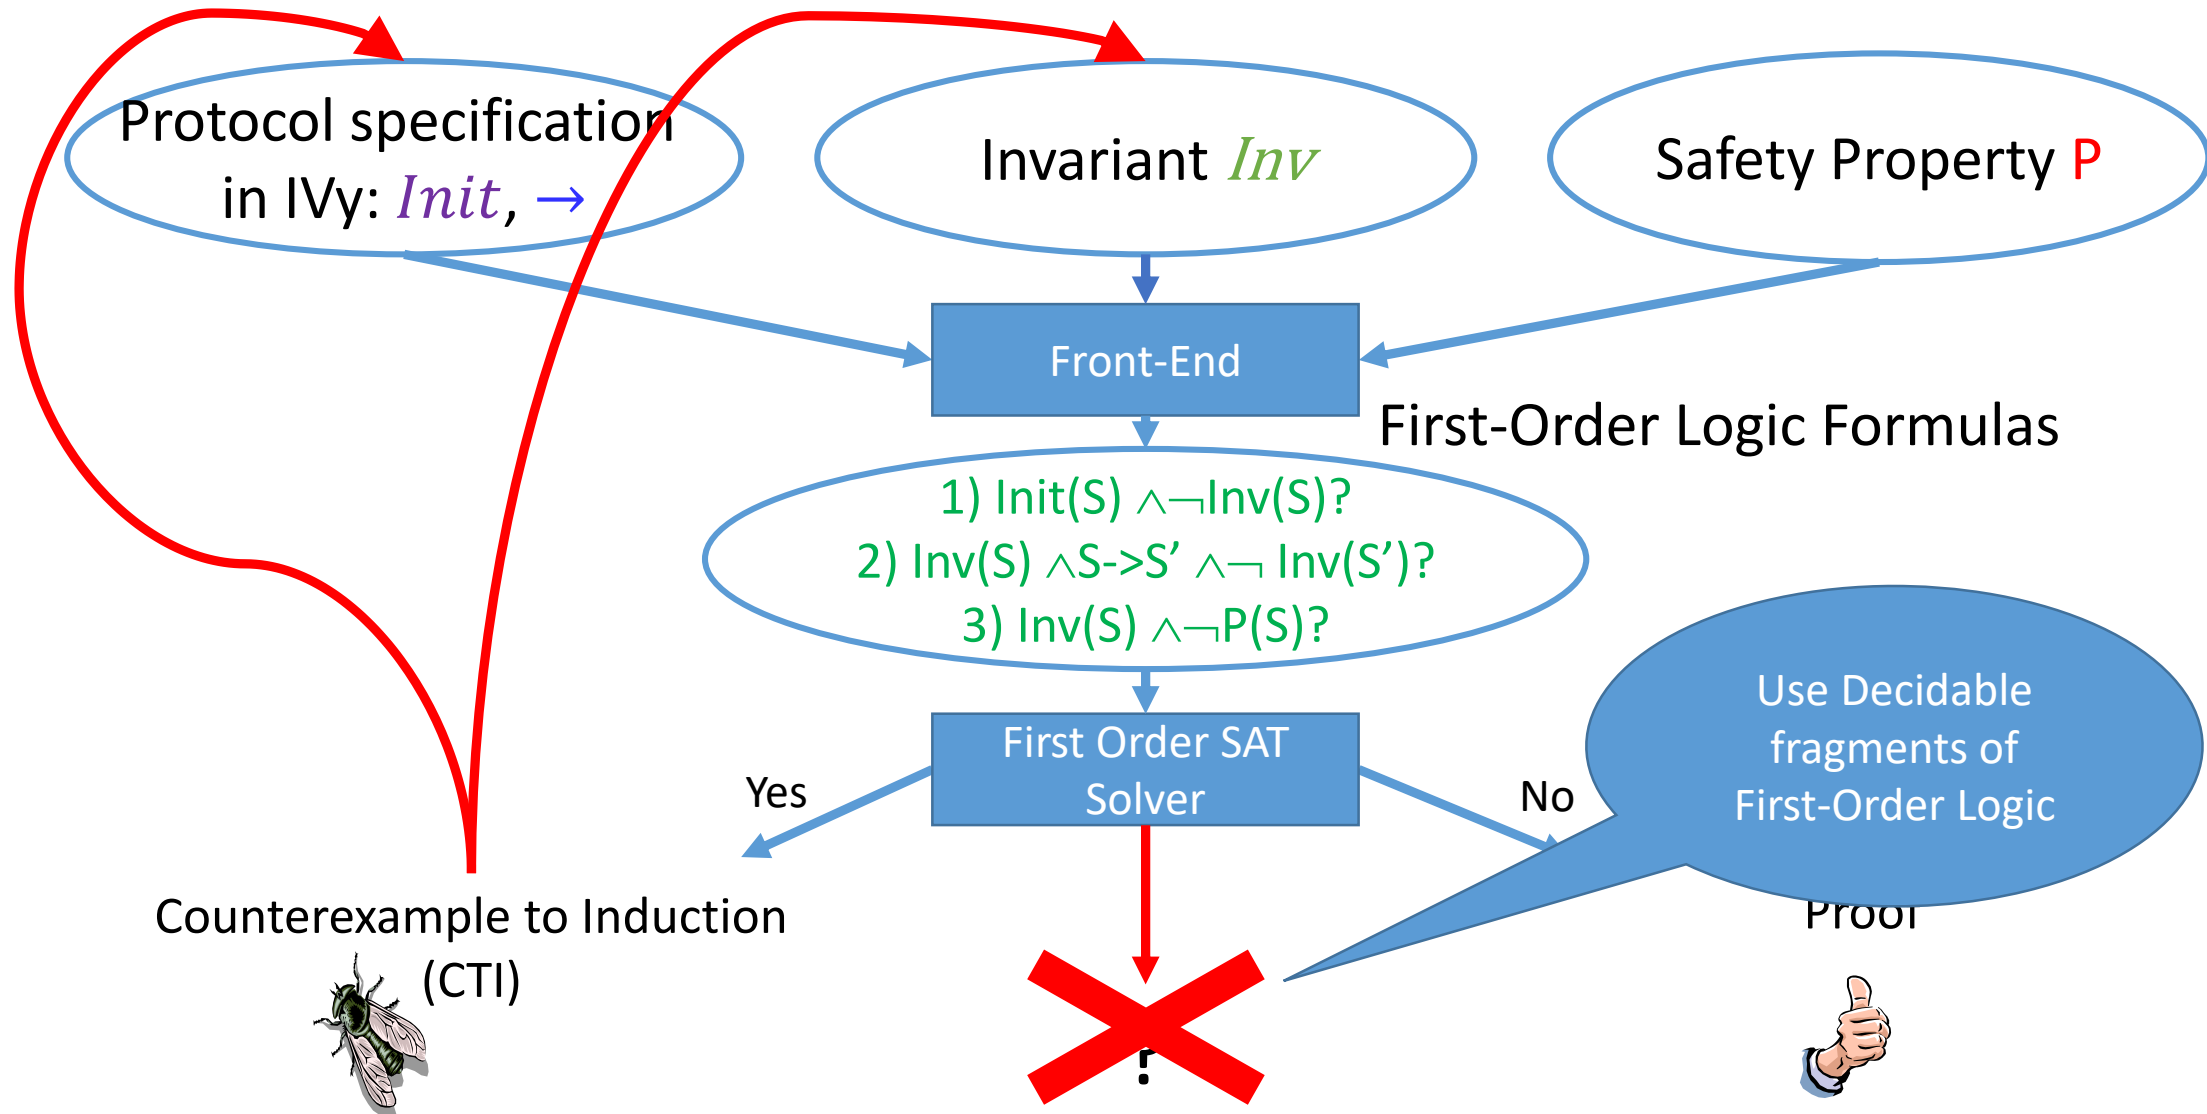 Protocol specification
in IVy: Init, →
Invariant Inv
Safety Property P
Front-End
First-Order Logic Formulas
1) Init(S) ∧¬Inv(S)?
2) Inv(S) ∧S->S’ ∧¬ Inv(S’)?
3) Inv(S) ∧¬P(S)?
First Order SAT
Solver
Yes
No
Use Decidable
fragments of
First-Order Logic
Counterexample to Induction
(CTI)
Proof
?